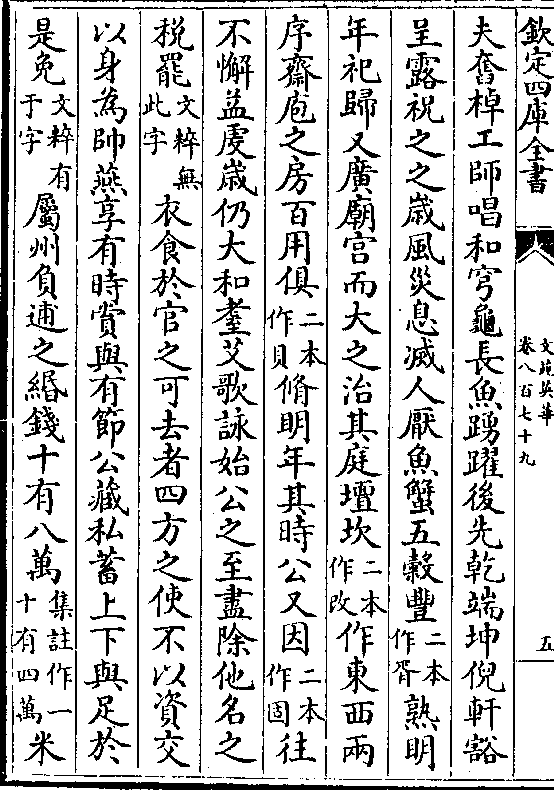 欽定四庫全書
文苑英華
卷八百七十九
五
夫奮棹工師唱和穹龜長魚踴躍後先乾端坤倪軒豁
呈露祝之之歲風災息滅人厭魚蟹五穀豐二本作胥熟明
年祀歸又廣廟宮而大之治其庭壇坎二本作改作東西兩
序齋庖之房百用俱二本作具脩明年其時公又因二本作固往
不懈益虔歲仍大和耋艾歌詠始公之至盡除他名之
稅罷文粹無此字衣食於官之可去者四方之使不以資交
以身為帥燕享有時賞與有節公藏私蓄上下與足於
是免文粹有于字屬州負逋之緡錢十有八萬集註作一十有四萬米